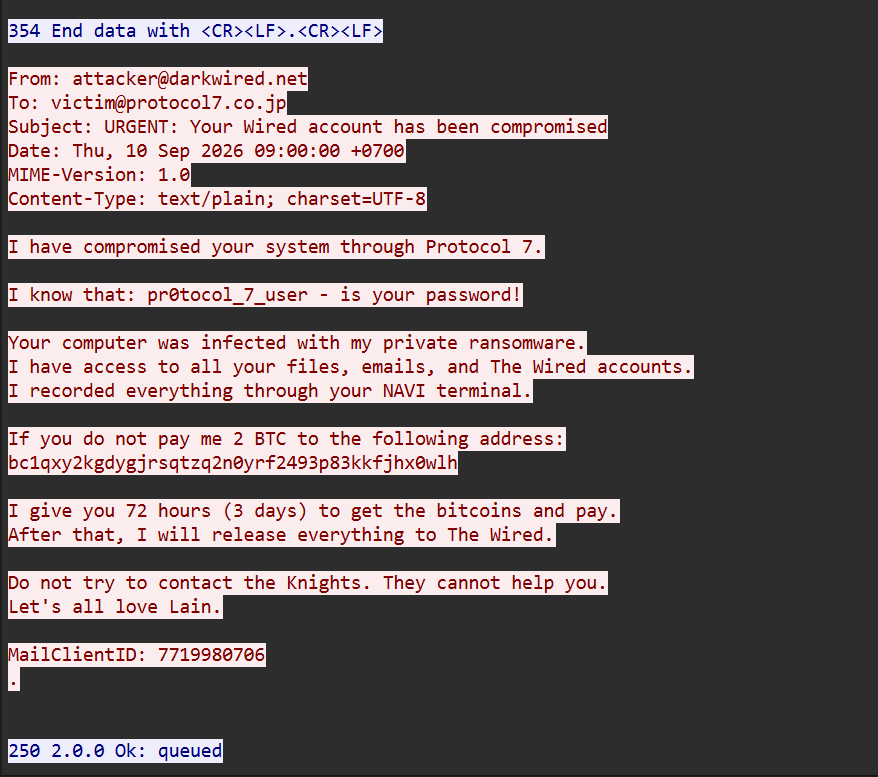 354 End data with <CR><LF>.<CR><LF>
From: attacker@darkwired.net
To: victim@protocol7.co.jp
Subject: URGENT: Your Wired account has been compromised
Date: Thu, 10 Sep 2026 09:00:00 +0700
MIME-Version: 1.0
Content-Type: text/plain; charset=UTF-8
I have compromised your system through Protocol 7.
I know that: pr0tocol_7_user - is your password!
Your computer was infected with my private ransomware.
I have access to all your files, emails, and The Wired accounts.
I recorded everything through your NAVI terminal.
If you do not pay me 2 BTC to the following address:
bc1qxy2kgdygjrsqtzq2n0yrf2493p83kkfjhx0wlh
I give you 72 hours (3 days) to get the bitcoins and pay.
After that, I will release everything to The Wired.
Do not try to contact the Knights. They cannot help you.
Let's all love Lain.
MailClientID: 7719980706
.
250 2.0.0 Ok: queued